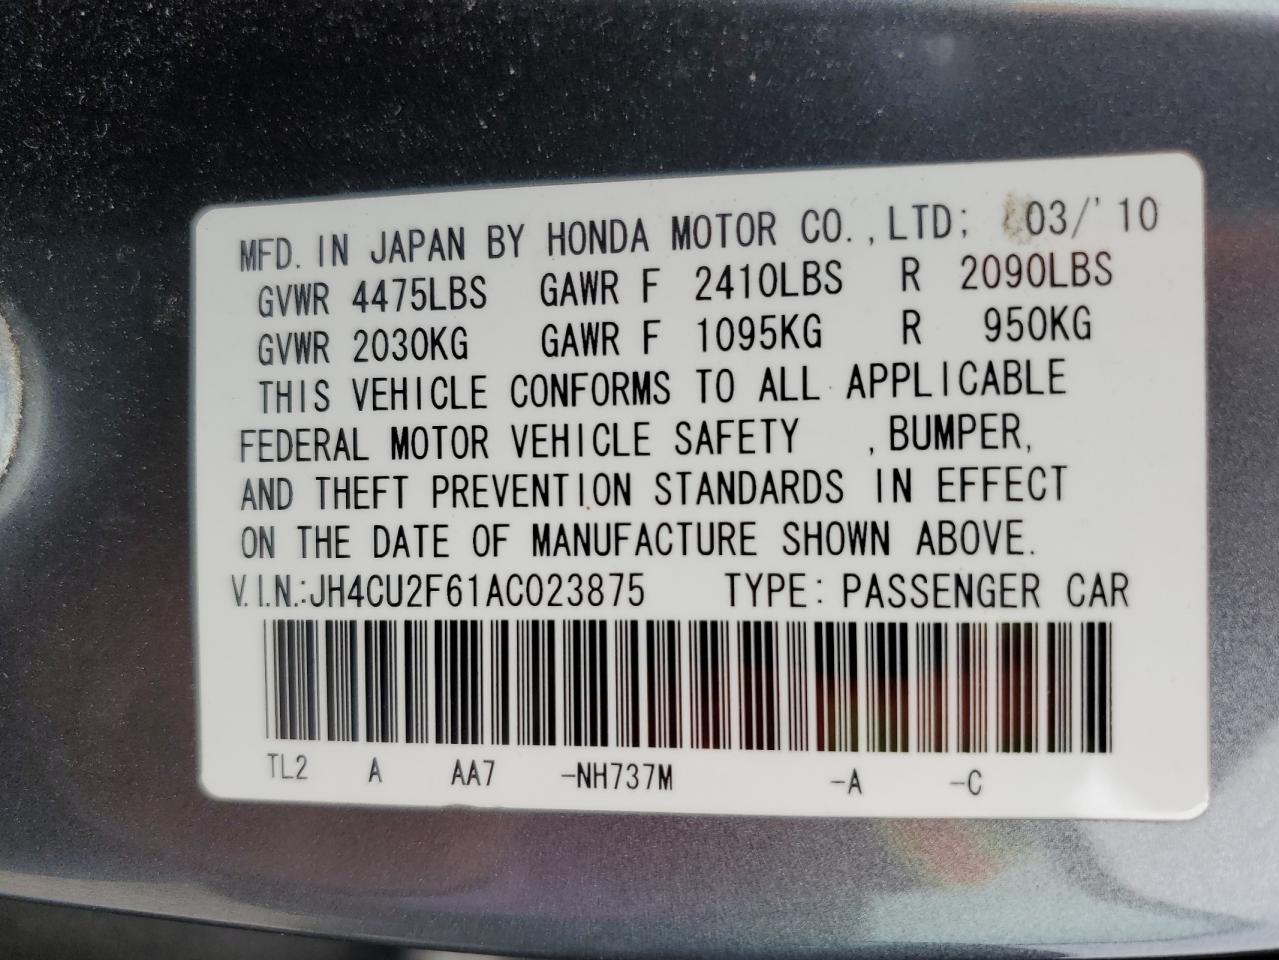 MFD. IN JAPAN BY HONDA MOTOR CO., LTD; 03/'10
GVWR 4475LBS GAWR F 2410LBS R 2090LBS
GVWR 2030KG GAWR F 1095KG R 950KG
THIS VEHICLE CONFORMS TO ALL APPLICABLE
FEDERAL MOTOR VEHICLE SAFETY , BUMPER,
AND THEFT PREVENTION STANDARDS IN EFFECT
ON THE DATE OF MANUFACTURE SHOWN ABOVE.
V.I.N.:JH4CU2F61AC023875 TYPE: PASSENGER CAR
TL2 A AA7 -NH737M -A -C